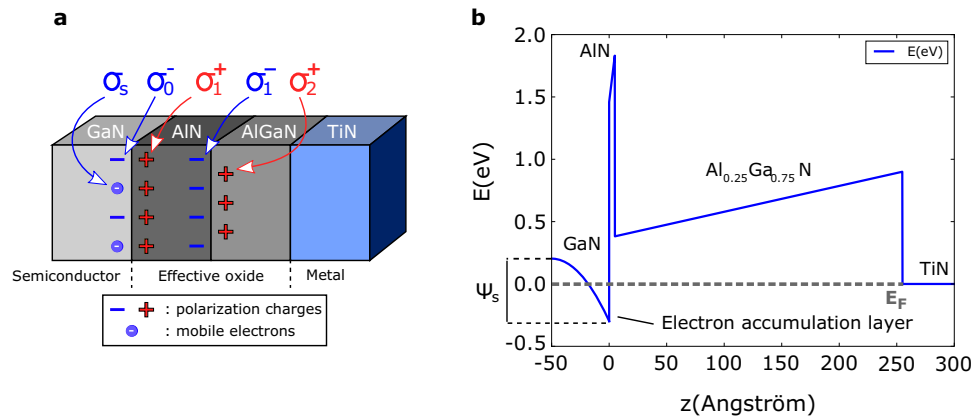 a
σs σ0- σ1+ σ1- σ2+
GaN AlN AlGaN TiN
Semiconductor Effective oxide Metal
: polarization charges
: mobile electrons
b
E(eV)
2.0
1.5
1.0
0.5
0.0
-0.5
AlN
E(eV)
Al0.25Ga0.75N
GaN
TiN
Ψs
EF
Electron accumulation layer
-50 0 50 100 150 200 250 300
z(Angström)